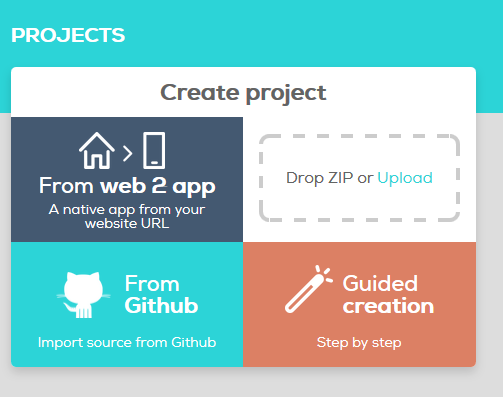 PROJECTS
Create project
From web 2 app
A native app from your
website URL
Drop ZIP or Upload
From
Github
Import source from Github
Guided
creation
Step by step